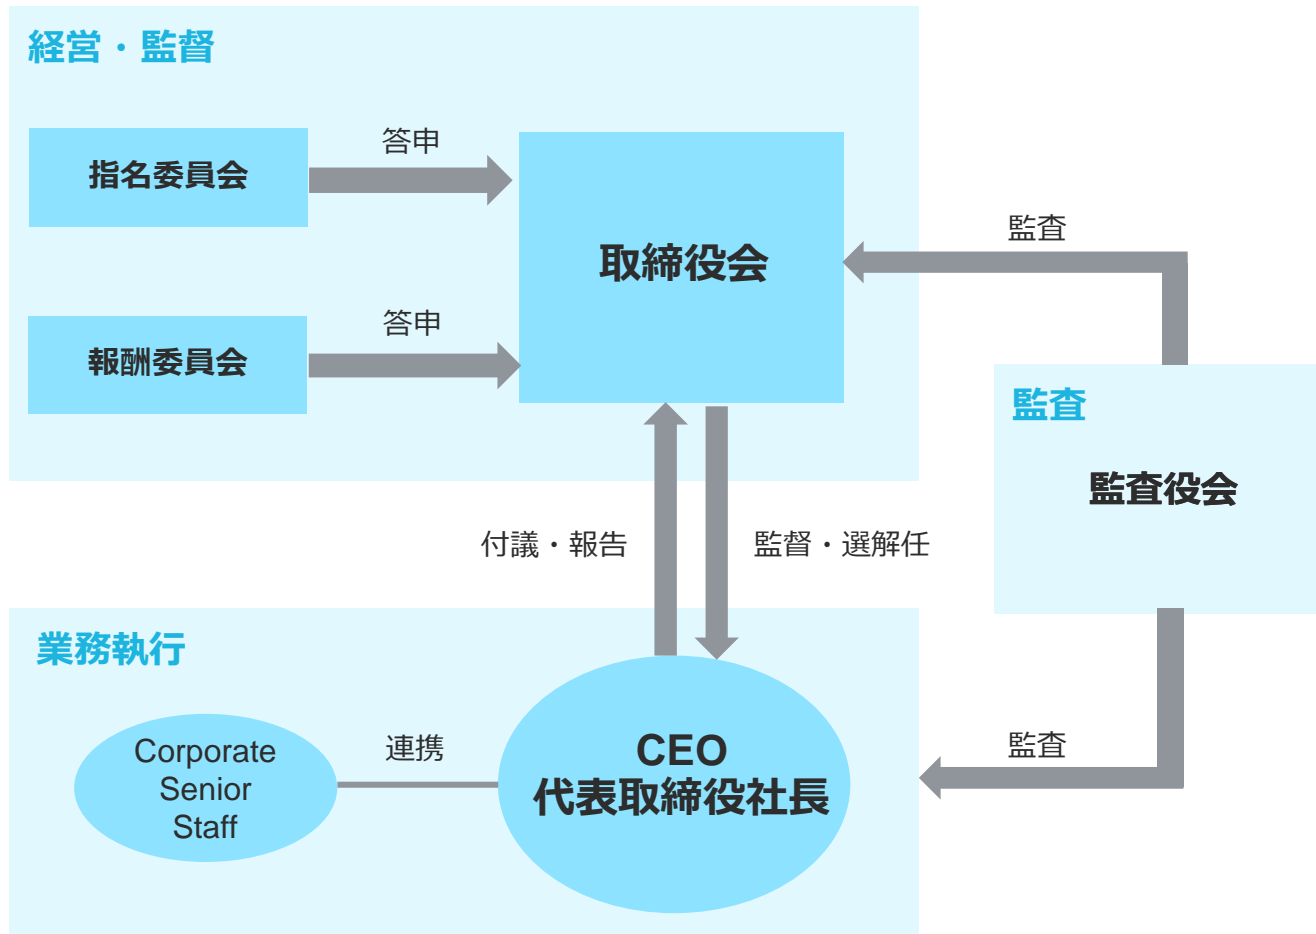 経営・監督
指名委員会
答申
取締役会
監査
報酬委員会
答申
監査
監査役会
付議・報告
監督・選解任
業務執行
Corporate
Senior
Staff
連携
CEO
代表取締役社長
監査